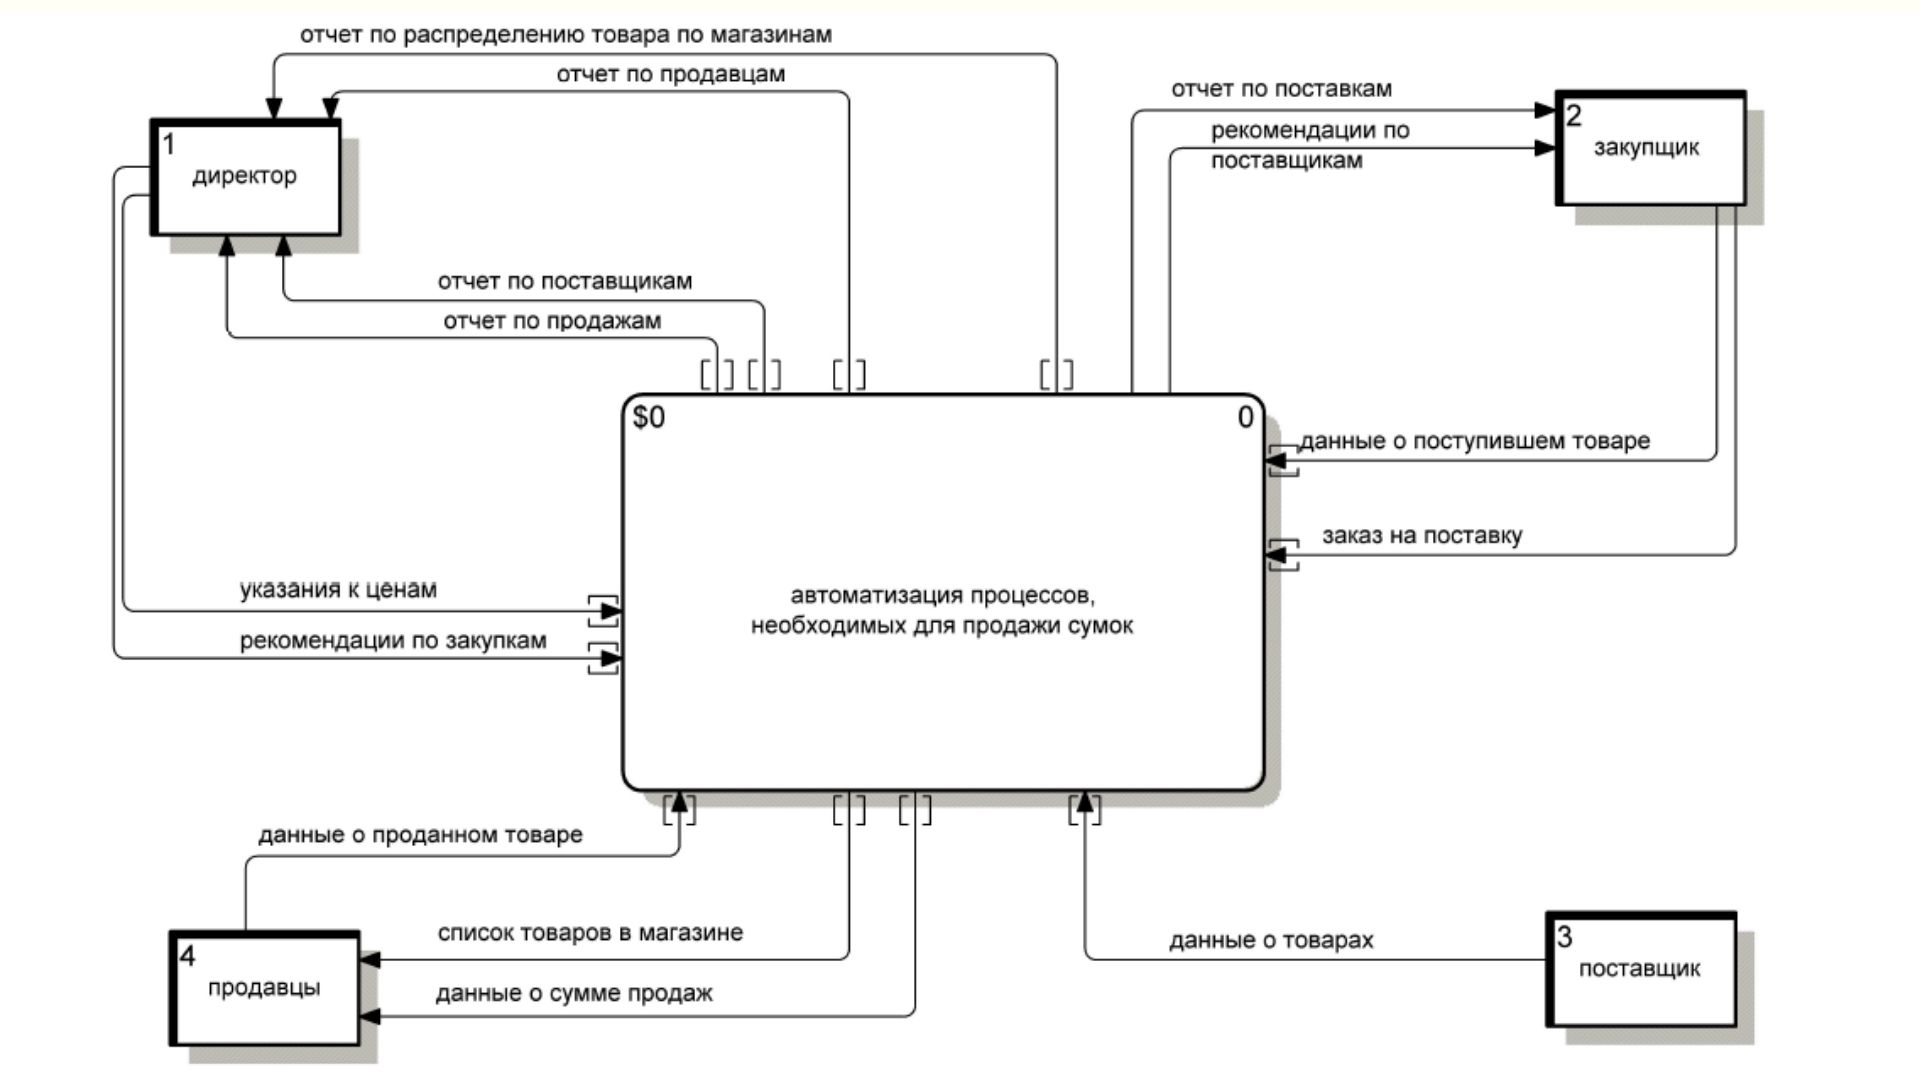 отчет по распределению товара по магазинам
отчет по продавцам
отчет по поставкам
рекомендации по
поставщикам
1
директор
2
закупщик
отчет по поставщикам
отчет по продажам
$0
0
данные о поступившем товаре
заказ на поставку
указания к ценам
рекомендации по закупкам
автоматизация процессов,
необходимых для продажи сумок
данные о проданном товаре
список товаров в магазине
данные о сумме продаж
4
продавцы
данные о товарах
3
поставщик